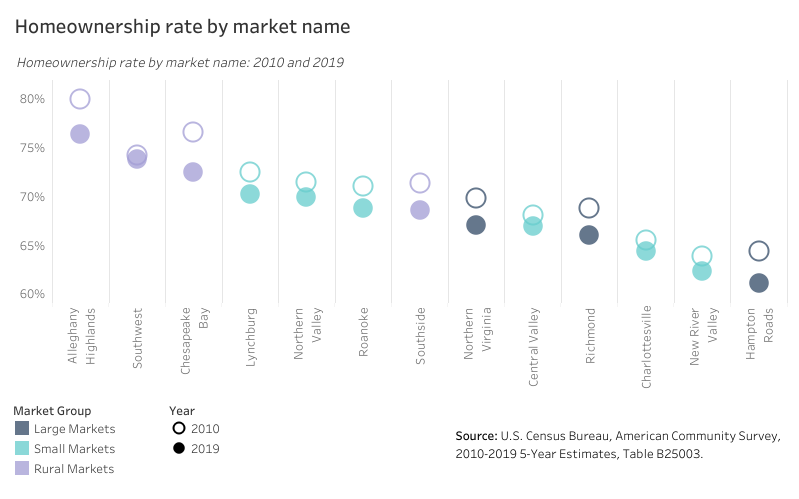 Homeownership rate by market name
Homeownership rate by market name: 2010 and 2019
80%
75%
70%
65%
60%
Alleghany
Highlands
Southwest
Chesapeake
Bay
Lynchburg
Northern
Valley
Roanoke
Southside
Northern
Virginia
Central Valley
Richmond
Charlottesville
New River
Valley
Hampton
Roads
Market Group
Large Markets
Small Markets
Rural Markets
Year
2010
2019
Source: U.S. Census Bureau, American Community Survey,
2010-2019 5-Year Estimates, Table B25003.